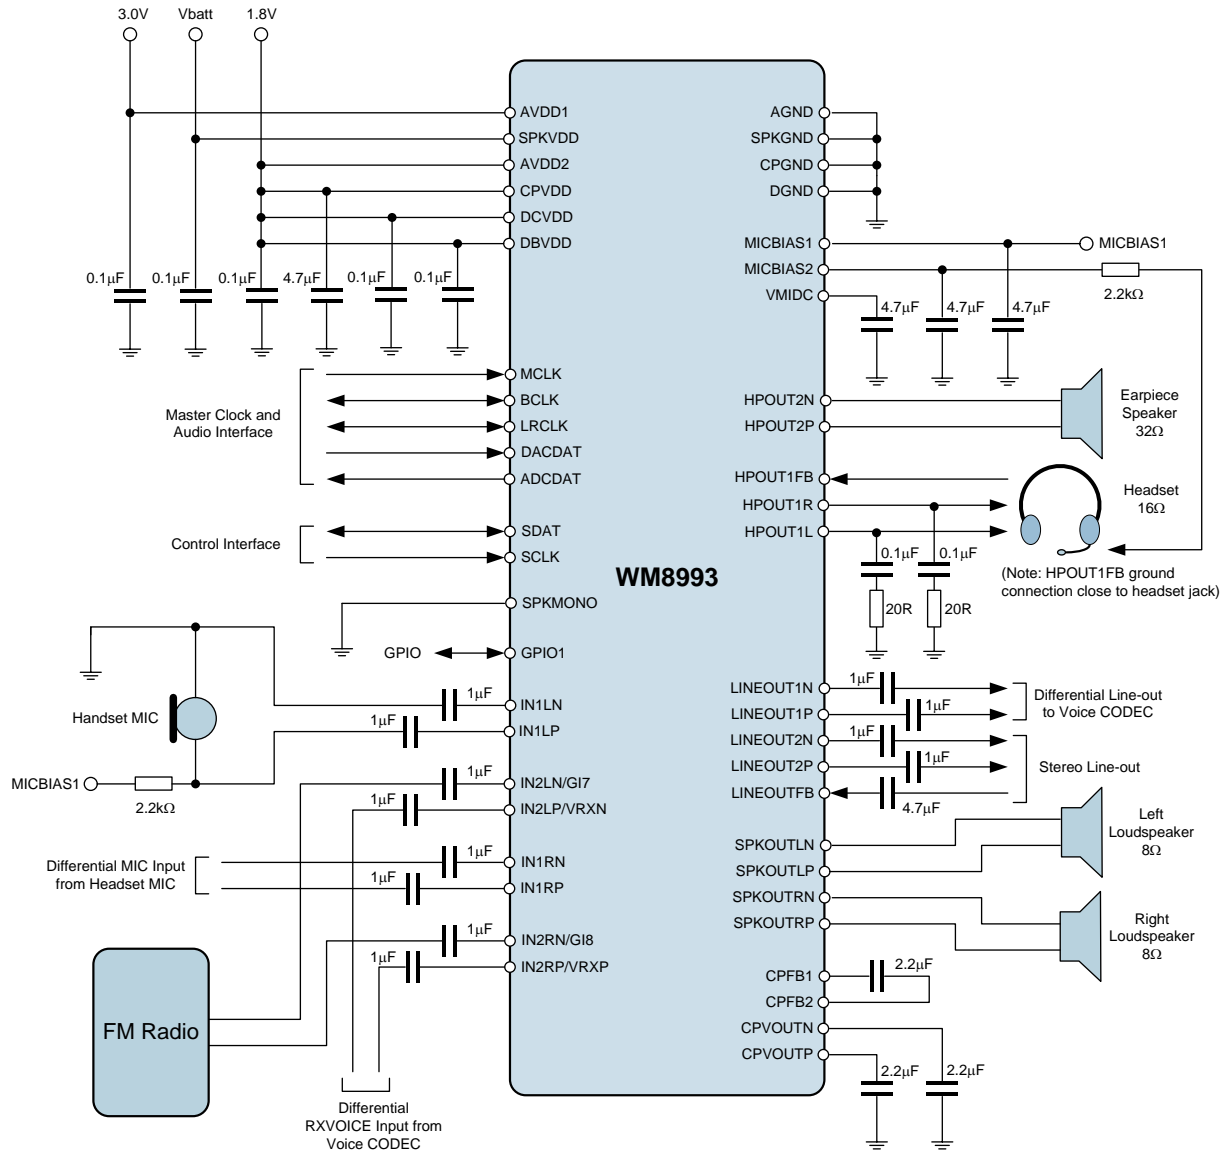 3.0V
Vbatt
1.8V
AVDD1
SPKVDD
AVDD2
CPVDD
DCVDD
DBVDD
0.1µF
0.1µF
0.1µF
4.7µF
0.1µF
0.1µF
MCLK
BCLK
LRCLK
DACDAT
ADCDAT
Master Clock and
Audio Interface
SDAT
SCLK
Control Interface
SPKMONO
GPIO
GPIO1
Handset MIC
1µF
IN1LN
1µF
IN1LP
MICBIAS1
2.2kΩ
1µF
IN2LN/GI7
1µF
IN2LP/VRXN
Differential MIC Input
from Headset MIC
1µF
IN1RN
1µF
IN1RP
1µF
IN2RN/GI8
1µF
IN2RP/VRXP
FM Radio
Differential
RXVOICE Input from
Voice CODEC
WM8993
AGND
SPKGND
CPGND
DGND
MICBIAS1
MICBIAS1
MICBIAS2
2.2kΩ
VMIDC
4.7µF
4.7µF
4.7µF
HPOUT2N
HPOUT2P
Earpiece
Speaker
32Ω
HPOUT1FB
HPOUT1R
HPOUT1L
Headset
16Ω
0.1µF
0.1µF
20R
20R
(Note: HPOUT1FB ground
connection close to headset jack)
LINEOUT1N
1µF
LINEOUT1P
1µF
Differential Line-out
to Voice CODEC
LINEOUT2N
1µF
LINEOUT2P
1µF
LINEOUTFB
4.7µF
Stereo Line-out
SPKOUTLN
SPKOUTLP
Left
Loudspeaker
8Ω
SPKOUTRN
SPKOUTRP
Right
Loudspeaker
8Ω
CPFB1
2.2µF
CPFB2
CPVOUTN
CPVOUTP
2.2µF
2.2µF